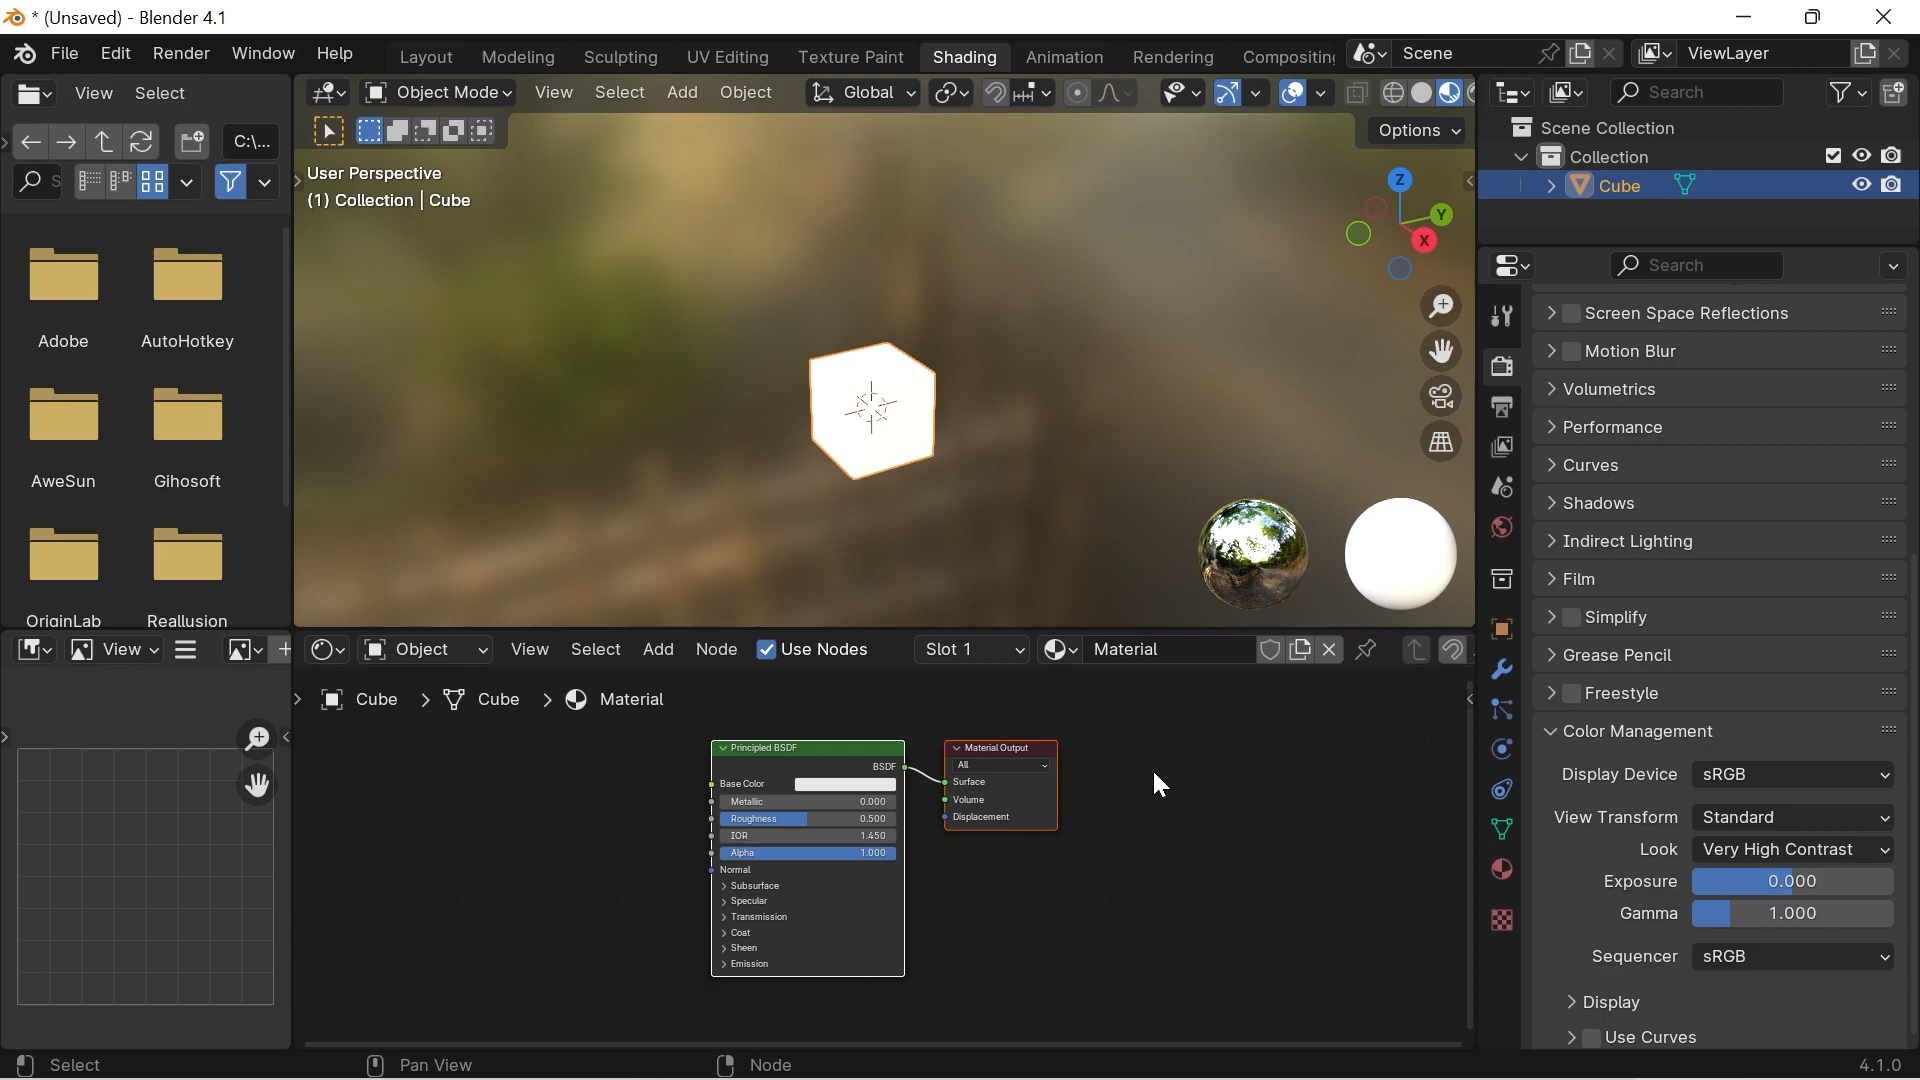 * (Unsaved) - Blender 4.1
File Edit Render Window Help
Layout Modeling Sculpting UV Editing Texture Paint Shading Animation Rendering Compositing
Scene
ViewLayer
View Select
Object Mode View Select Add Object Global
Search
C:\...
Options
Scene Collection
Collection
Cube
User Perspective
(1) Collection | Cube
Z
Y
X
Search
Adobe AutoHotkey
AweSun Gihosoft
OriginLab Reallusion
Screen Space Reflections
Motion Blur
Volumetrics
Performance
Curves
Shadows
Indirect Lighting
Film
Simplify
Grease Pencil
Freestyle
Color Management
Display Device sRGB
View Transform Standard
Look Very High Contrast
Exposure 0.000
Gamma 1.000
Sequencer sRGB
Display
Use Curves
View
Object View Select Add Node Use Nodes Slot 1 Material
Cube > Cube > Material
Principled BSDF
BSDF
Base Color
Metallic 0.000
Roughness 0.500
IOR 1.450
Alpha 1.000
Normal
Subsurface
Specular
Transmission
Coat
Sheen
Emission
Material Output
All
Surface
Volume
Displacement
Select
Pan View
Node
4.1.0